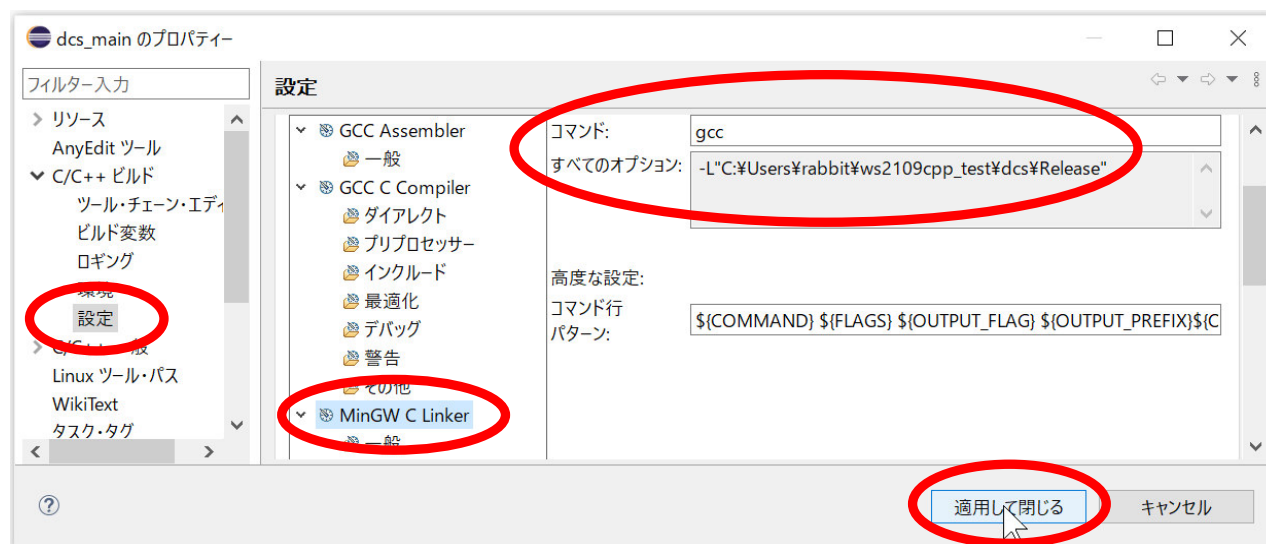 dcs_main のプロパティー
フィルター入力
設定
リソース
AnyEdit ツール
C/C++ ビルド
ツール・チェーン・エディ
ビルド変数
ロギング
環境
設定
C/C++ 一般
Linux ツール・パス
WikiText
タスク・タグ
GCC Assembler
一般
GCC C Compiler
ダイアレクト
プリプロセッサー
インクルード
最適化
デバッグ
警告
その他
MinGW C Linker
一般
コマンド: gcc
すべてのオプション: -L"C:¥Users¥rabbit¥ws2109cpp_test¥dcs¥Release"
高度な設定:
コマンド行
パターン: ${COMMAND} ${FLAGS} ${OUTPUT_FLAG} ${OUTPUT_PREFIX}${C
適用して閉じる
キャンセル